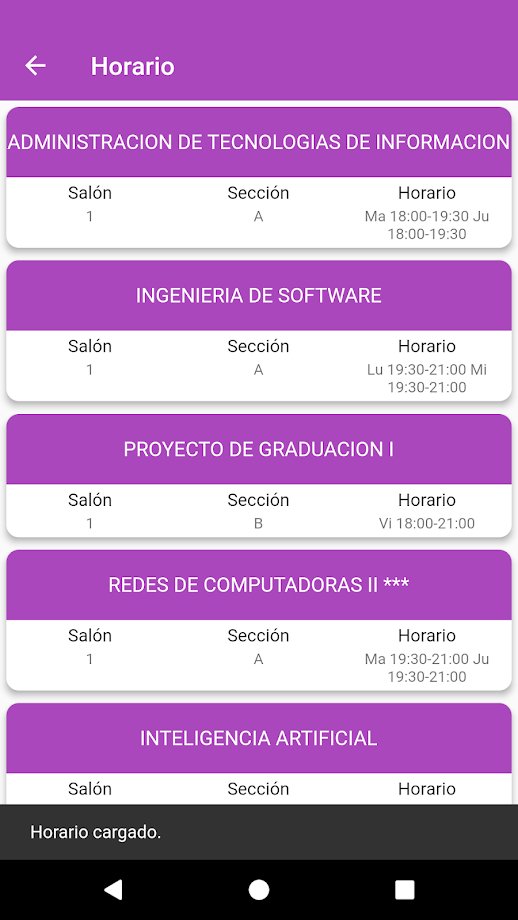 Horario
ADMINISTRACION DE TECNOLOGIAS DE INFORMACION
Salón Sección Horario
1 A Ma 18:00-19:30 Ju
18:00-19:30
INGENIERIA DE SOFTWARE
Salón Sección Horario
1 A Lu 19:30-21:00 Mi
19:30-21:00
PROYECTO DE GRADUACION I
Salón Sección Horario
1 B Vi 18:00-21:00
REDES DE COMPUTADORAS II ***
Salón Sección Horario
1 A Ma 19:30-21:00 Ju
19:30-21:00
INTELIGENCIA ARTIFICIAL
Salón Sección Horario
Horario cargado.